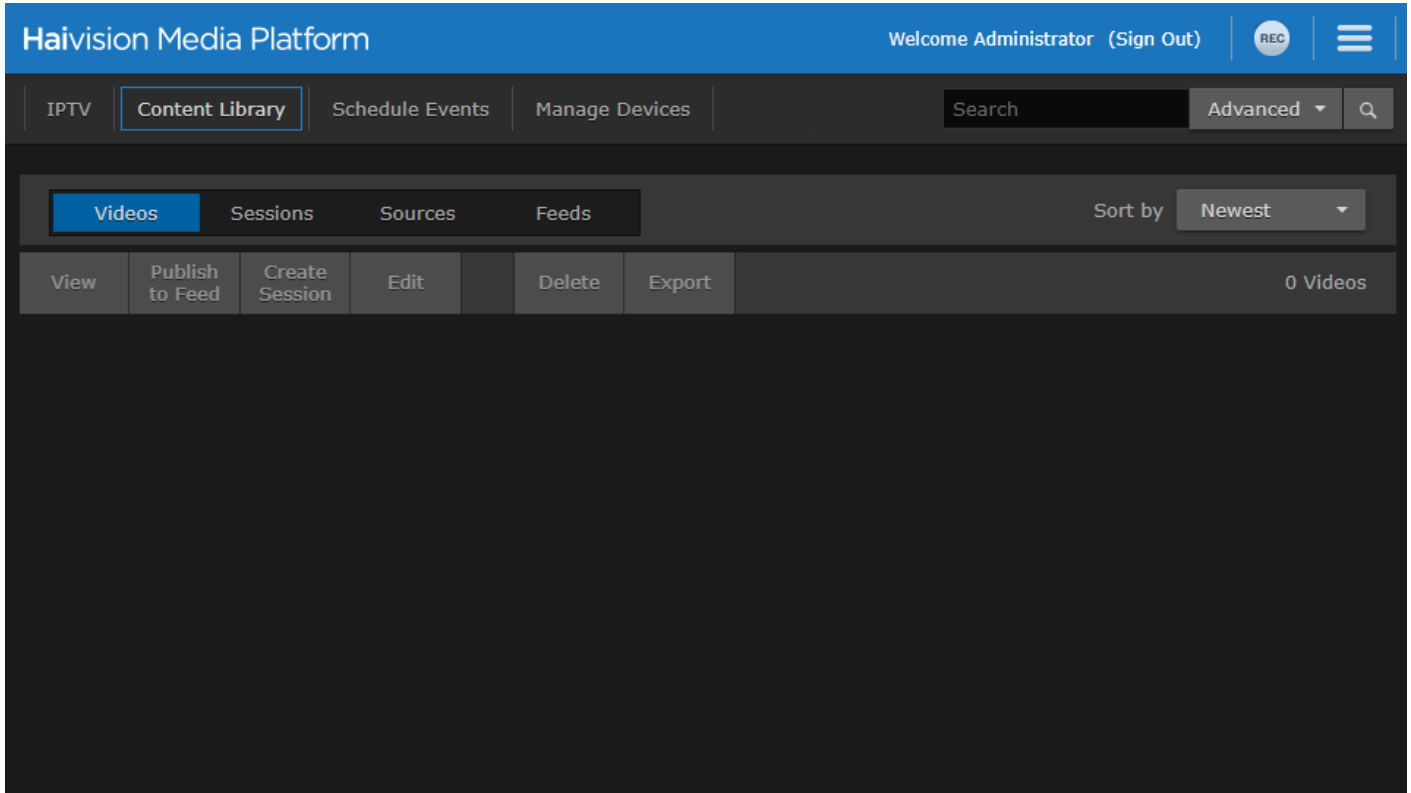 Haivision Media Platform
Welcome Administrator (Sign Out)
REC
IPTV
Content Library
Schedule Events
Manage Devices
Search
Advanced
Videos
Sessions
Sources
Feeds
Sort by
Newest
View
Publish
to Feed
Create
Session
Edit
Delete
Export
0 Videos